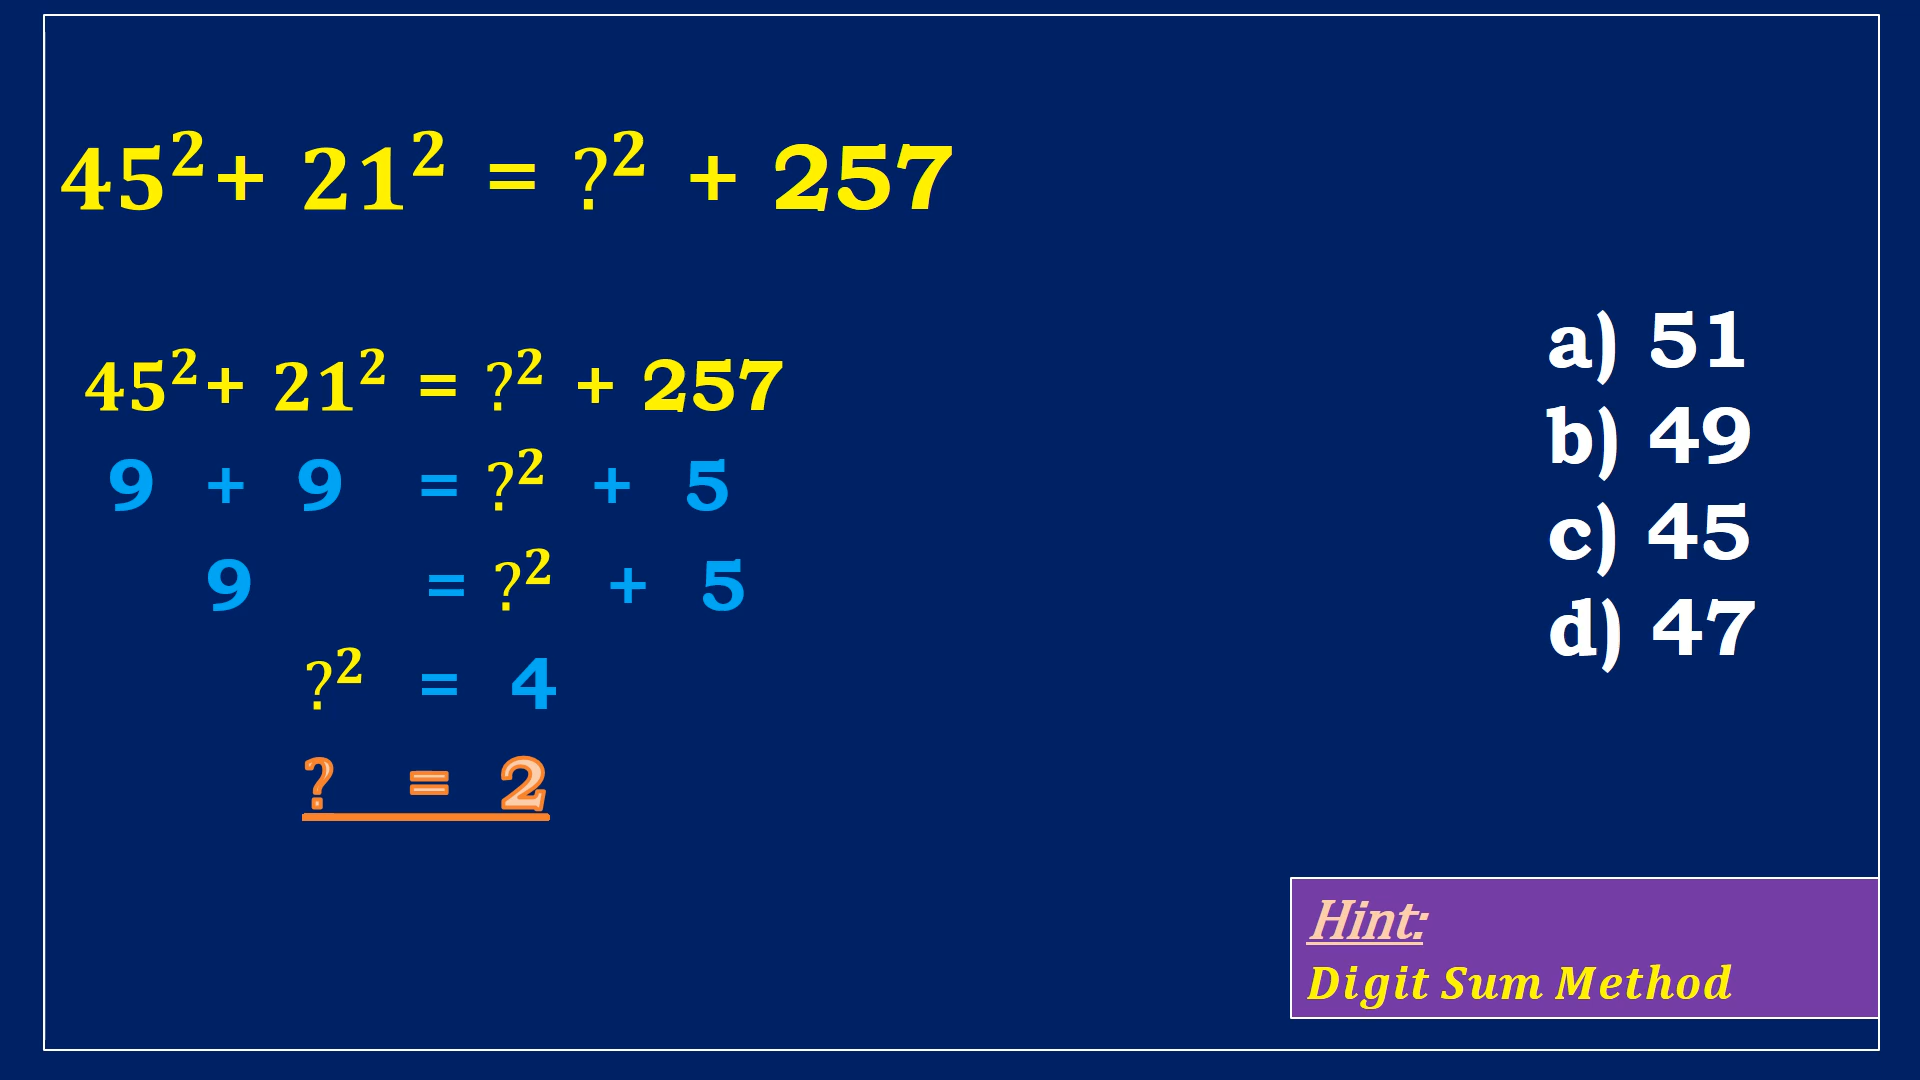 45²+ 21² = ?² + 257
45²+ 21² = ?² + 257
9 + 9 = ?² + 5
9 = ?² + 5
?² = 4
? = 2
a) 51
b) 49
c) 45
d) 47
Hint:
Digit Sum Method